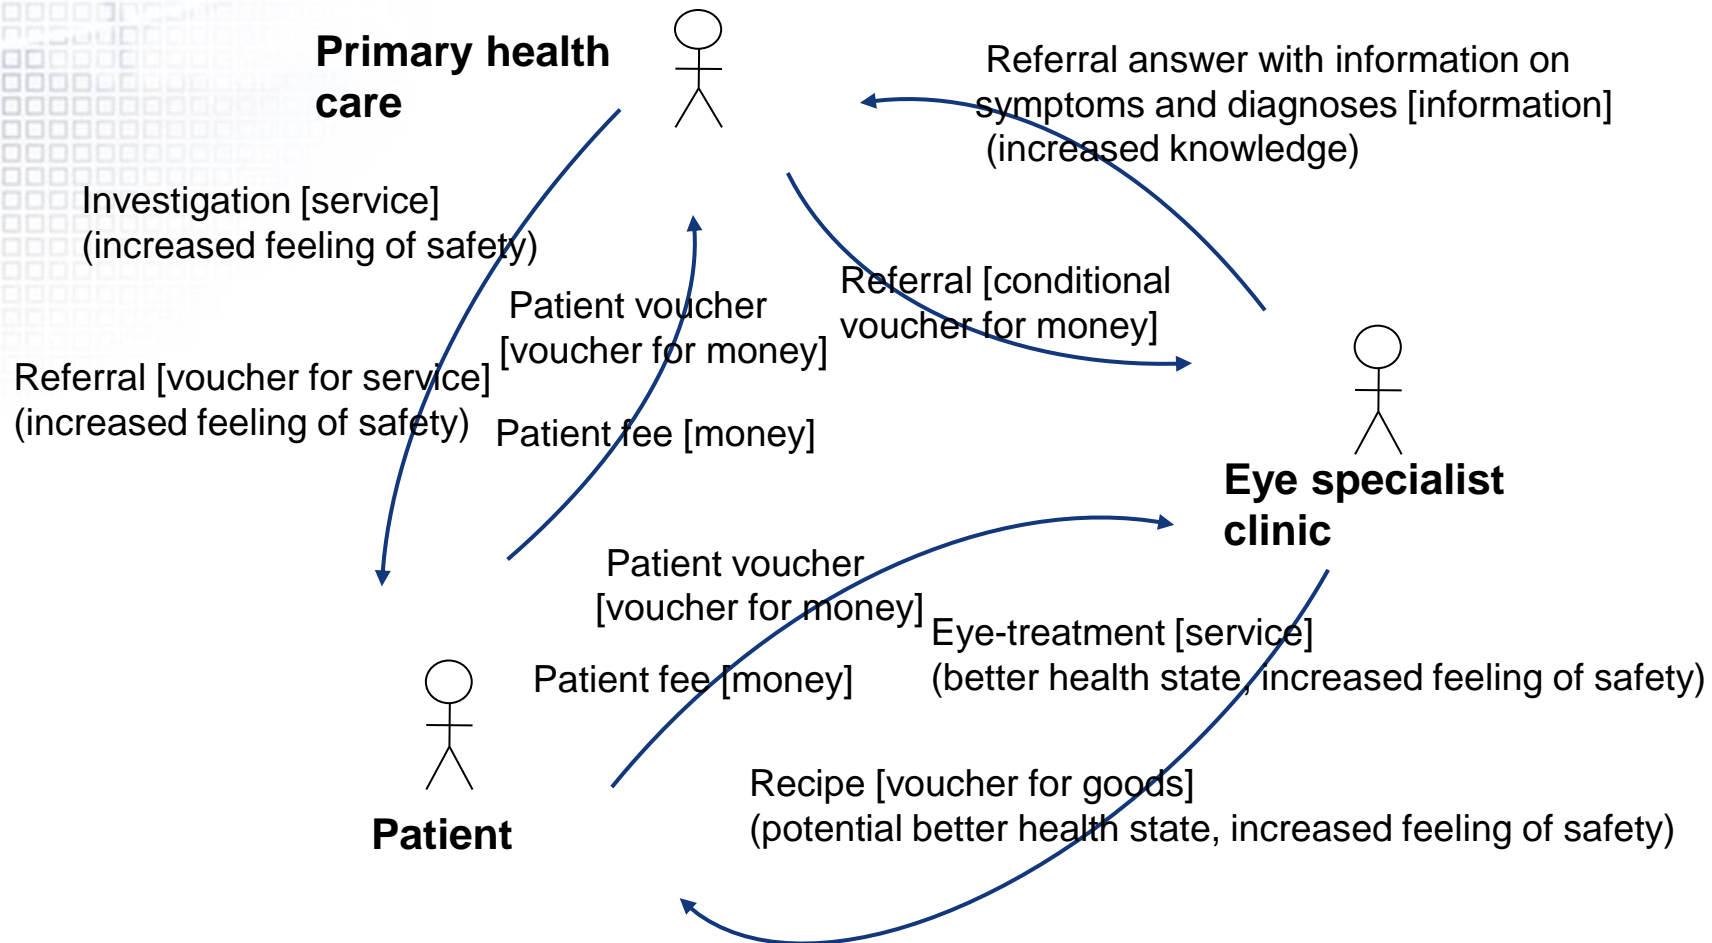 Primary health
care
Referral answer with information on
symptoms and diagnoses [information]
(increased knowledge)
Investigation [service]
(increased feeling of safety)
Patient voucher
[voucher for money]
Referral [conditional
voucher for money]
Referral [voucher for service]
(increased feeling of safety)
Patient fee [money]
Eye specialist
clinic
Patient voucher
[voucher for money]
Patient fee [money]
Eye-treatment [service]
(better health state, increased feeling of safety)
Recipe [voucher for goods]
(potential better health state, increased feeling of safety)
Patient